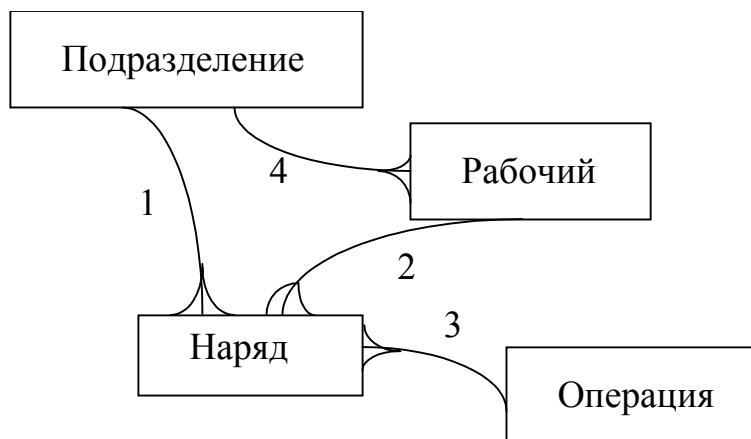 Подразделение
Рабочий
4
1
2
3
Наряд
Операция